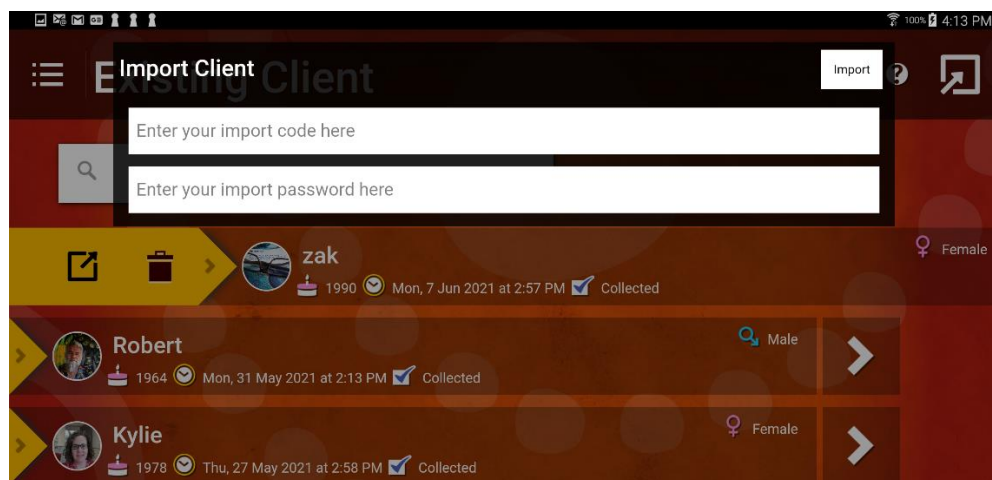 100% 4:13 PM
Existing Client
Import Client
Import
?
Enter your import code here
Enter your import password here
zak
1990 Mon, 7 Jun 2021 at 2:57 PM Collected
Female
Robert
1964 Mon, 31 May 2021 at 2:13 PM Collected
Male
Kylie
1978 Thu, 27 May 2021 at 2:58 PM Collected
Female